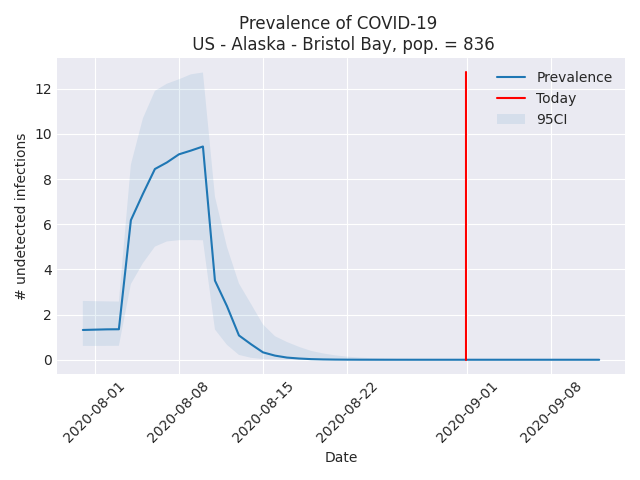 Prevalence of COVID-19
US - Alaska - Bristol Bay, pop. = 836
Prevalence
Today
95CI
12
10
8
6
4
2
0
# undetected infections
2020-08-01
2020-08-08
2020-08-15
2020-08-22
2020-09-01
2020-09-08
Date